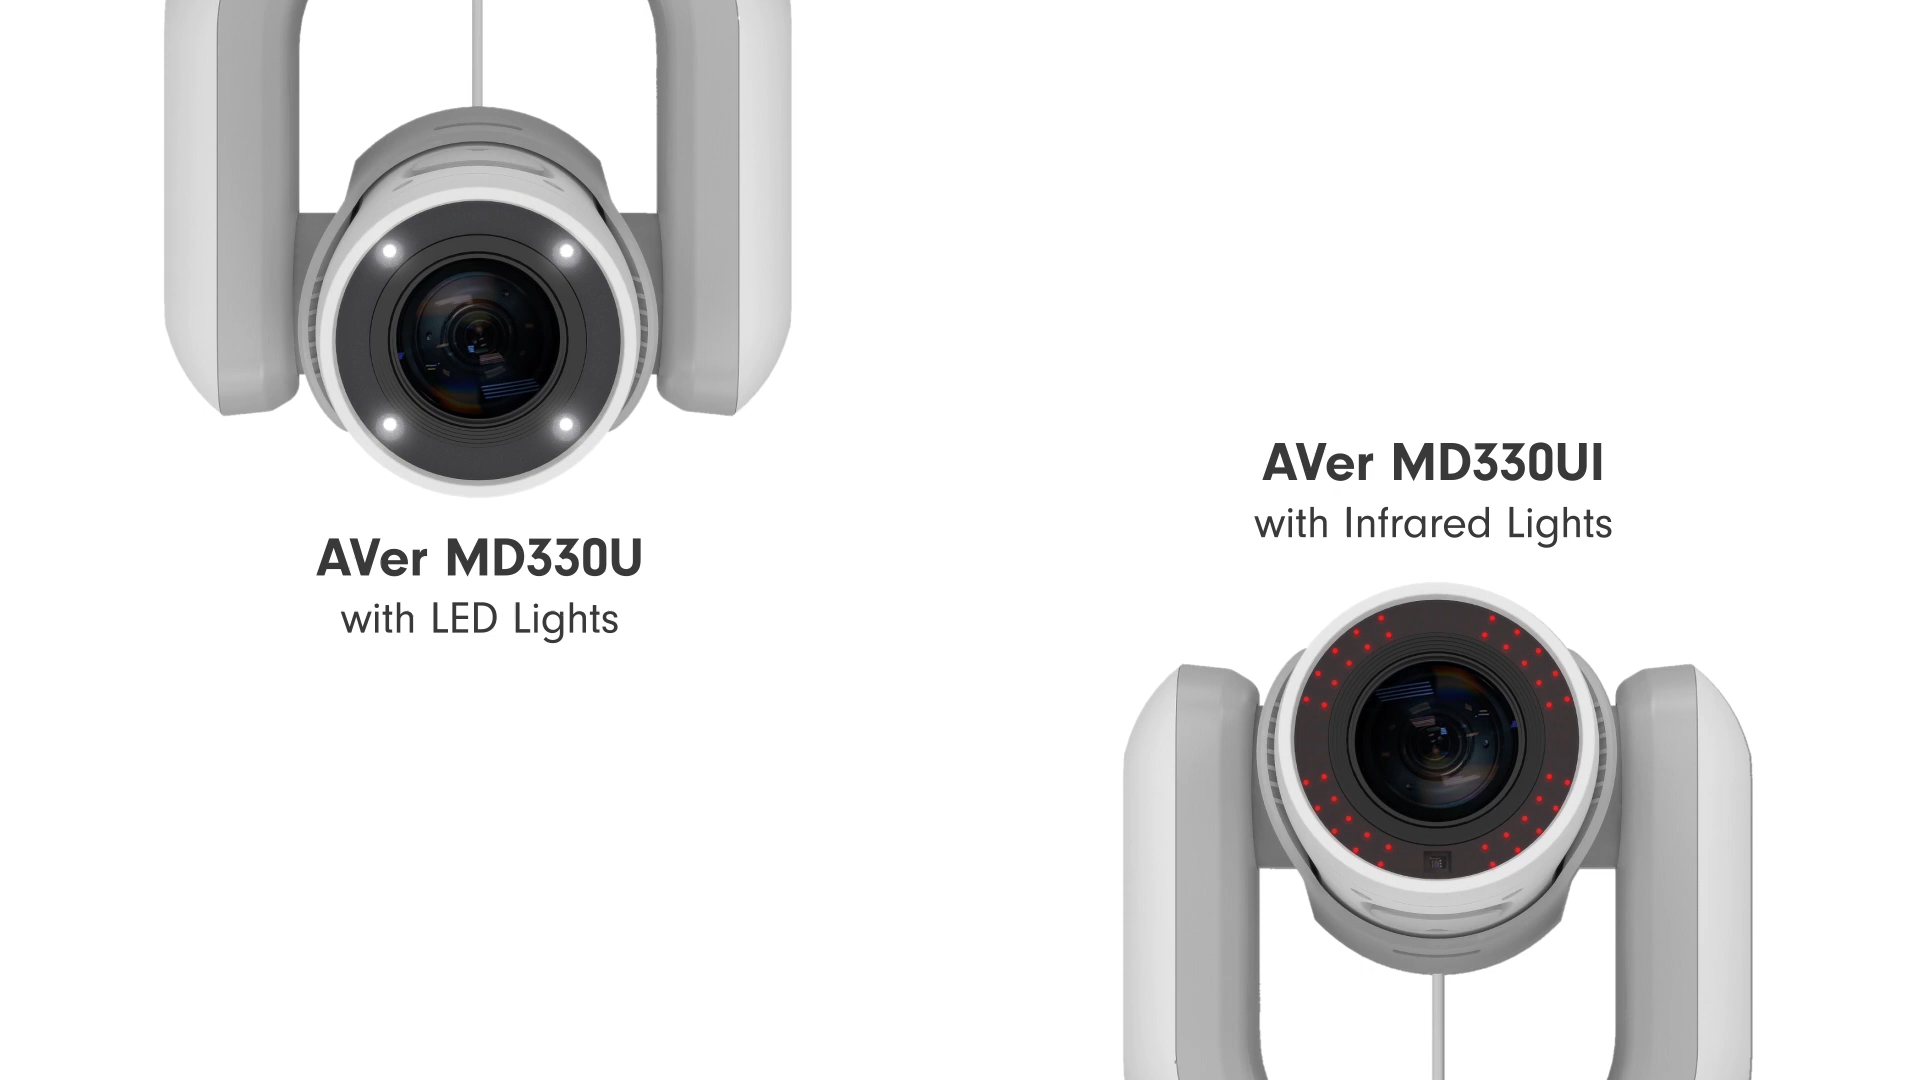 AVer MD330U
with LED Lights
AVer MD330UI
with Infrared Lights